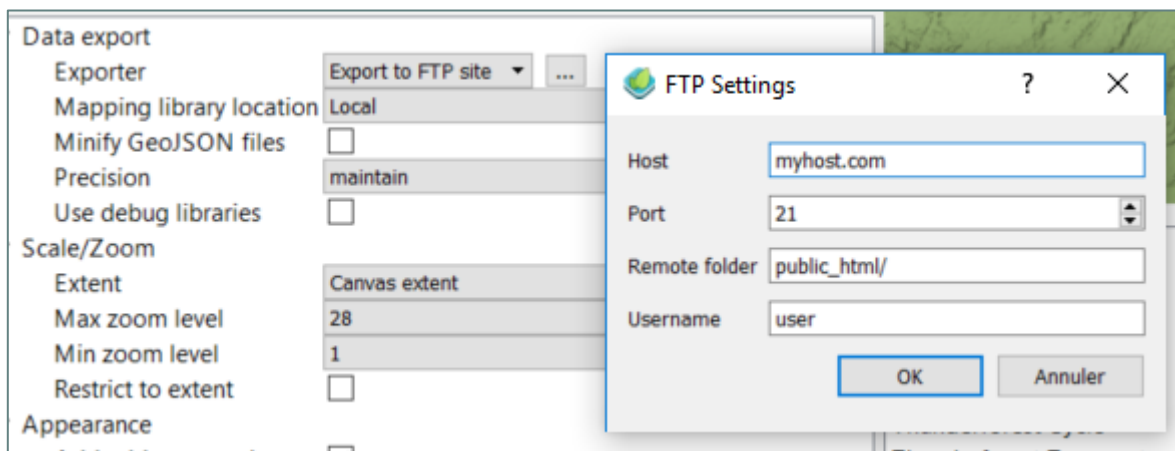 Data export
Exporter Export to FTP site ...
Mapping library location Local
Minify GeoJSON files
Precision maintain
Use debug libraries
Scale/Zoom
Extent Canvas extent
Max zoom level 28
Min zoom level 1
Restrict to extent
Appearance
FTP Settings ?
Host myhost.com
Port 21
Remote folder public_html/
Username user
OK Annuler